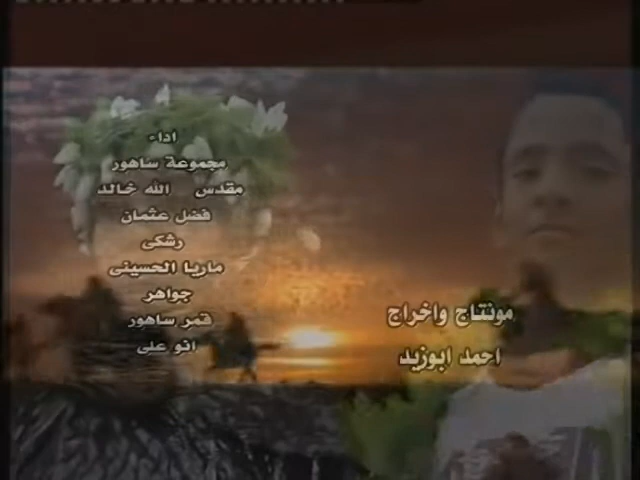 اداء
مجموعة ساهور
مقدس الله خالد
فضل عثمان
رشكى
ماريا الحسينى
جواهر
قمر ساهور
انو على
مونتاج واخراج
احمد ابوزيد